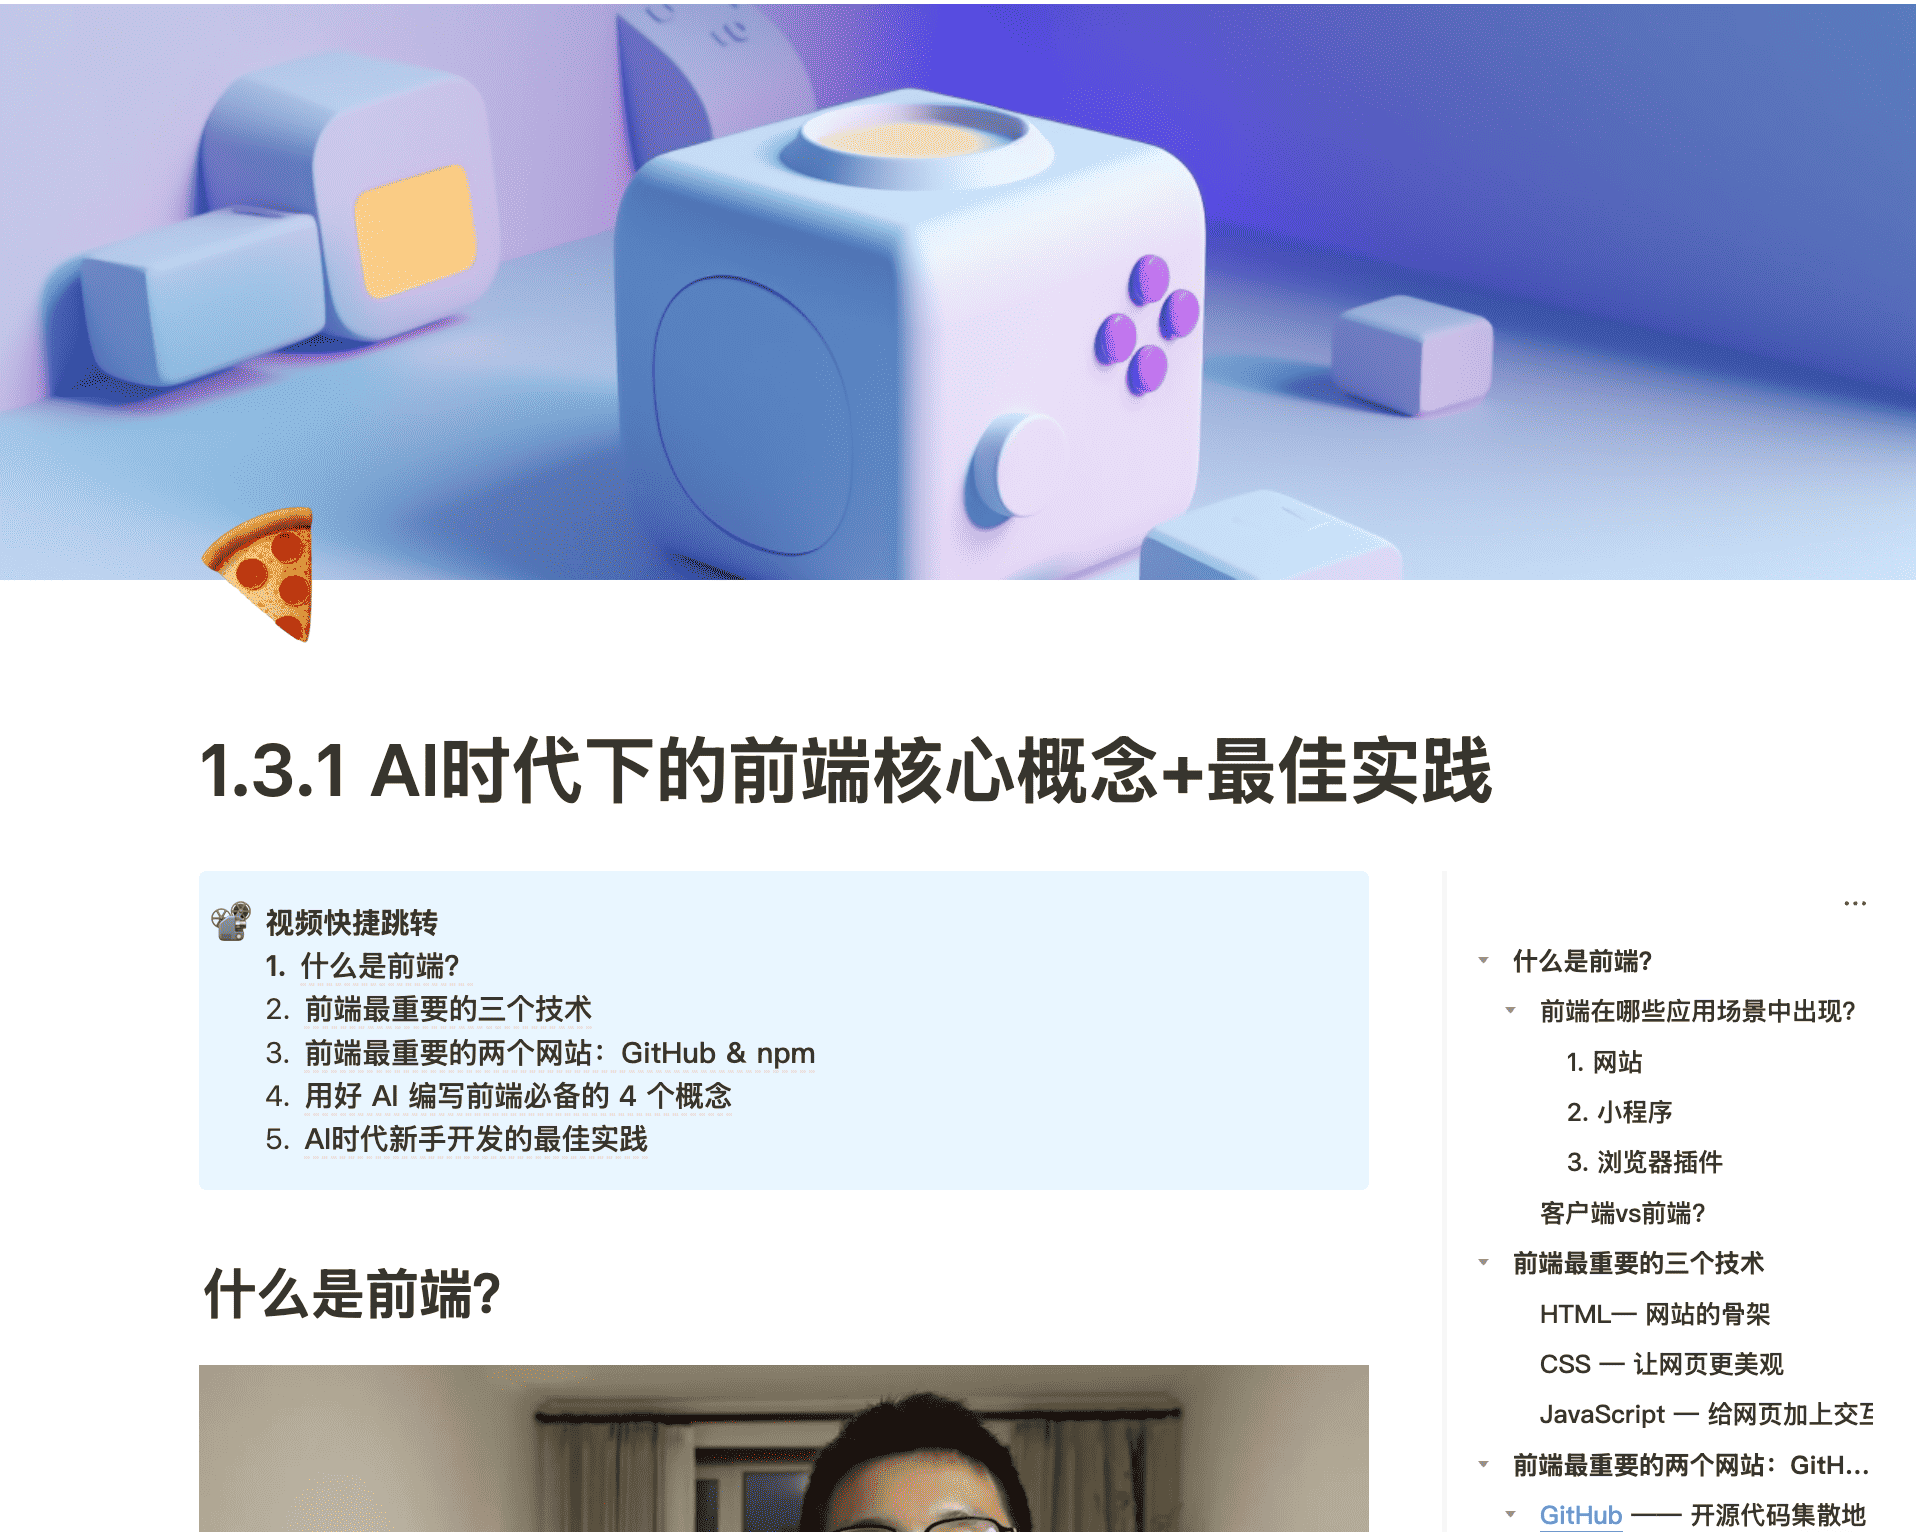 1.3.1 AI时代下的前端核心概念+最佳实践
视频快捷跳转
1. 什么是前端?
2. 前端最重要的三个技术
3. 前端最重要的两个网站：GitHub & npm
4. 用好 AI 编写前端必备的 4 个概念
5. AI时代新手开发的最佳实践
什么是前端?
...
什么是前端?
前端在哪些应用场景中出现?
1. 网站
2. 小程序
3. 浏览器插件
客户端vs前端?
前端最重要的三个技术
HTML— 网站的骨架
CSS — 让网页更美观
JavaScript — 给网页加上交互
前端最重要的两个网站：GitH...
GitHub —— 开源代码集散地